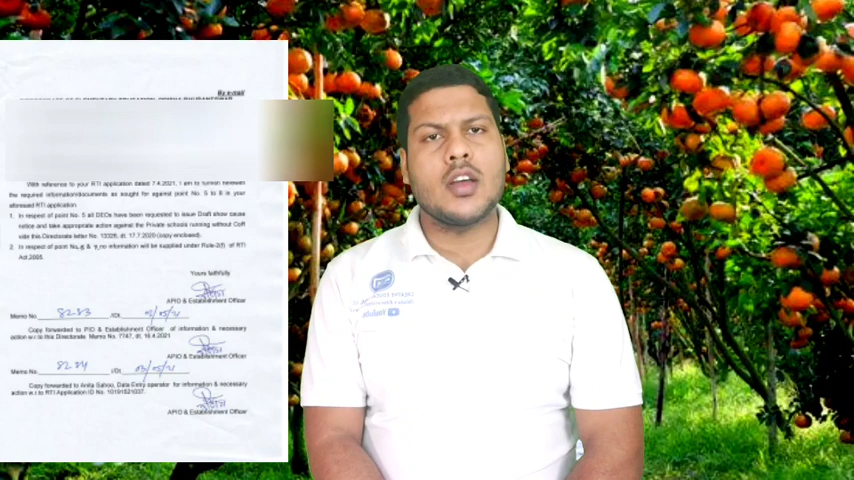 By e-mail
With reference to your RTI application dated 7.4.2021, I am to furnish herewith
the required information/documents as sought for against point No. 5 to 8 in your
aforesaid RTI application
1. In respect of point No. 5 all DEOs have been requested to issue Draft show cause
notice and take appropriate action against the Private schools running without CoR
vide this Directorate letter No. 13325, dt. 17.7.2020 (copy enclosed).
2 In respect of point No, & no information will be supplied under Rule-2(f) of RTI
Act,2005.
Yours faithfully
APIO & Establishment Officer
Memo No. 8283 /Dt
Copy forwarded to PIO & Establishment Officer of information & necessary
action w.r.to this Directorate Memo No. 7747, dt. 16.4.2021
APIO & Establishment Officer
Memo No. 8284 /Dt 03/05/21
Copy forwarded to Anita Sahoo, Data Entry operator for information & necessary
action w.r.to RTI Application ID No. 10191521037.
APIO & Establishment Officer